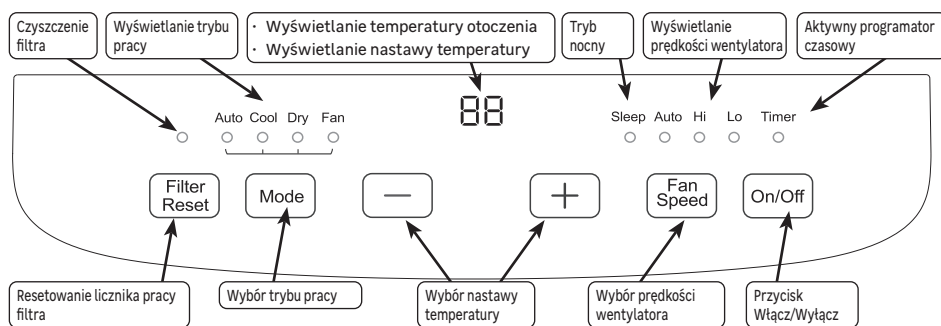 Czyszczenie
filtra
Wyświetlanie trybu
pracy
· Wyświetlanie temperatury otoczenia
· Wyświetlanie nastawy temperatury
Tryb
nocny
Wyświetlanie
prędkości wentylatora
Aktywny programator
czasowy
88
Auto Cool Dry Fan
Sleep Auto Hi Lo Timer
Filter
Reset
Mode
—
+
Fan
Speed
On/Off
Resetowanie licznika pracy
filtra
Wybór trybu pracy
Wybór nastawy
temperatury
Wybór prędkości
wentylatora
Przycisk
Włącz/Wyłącz